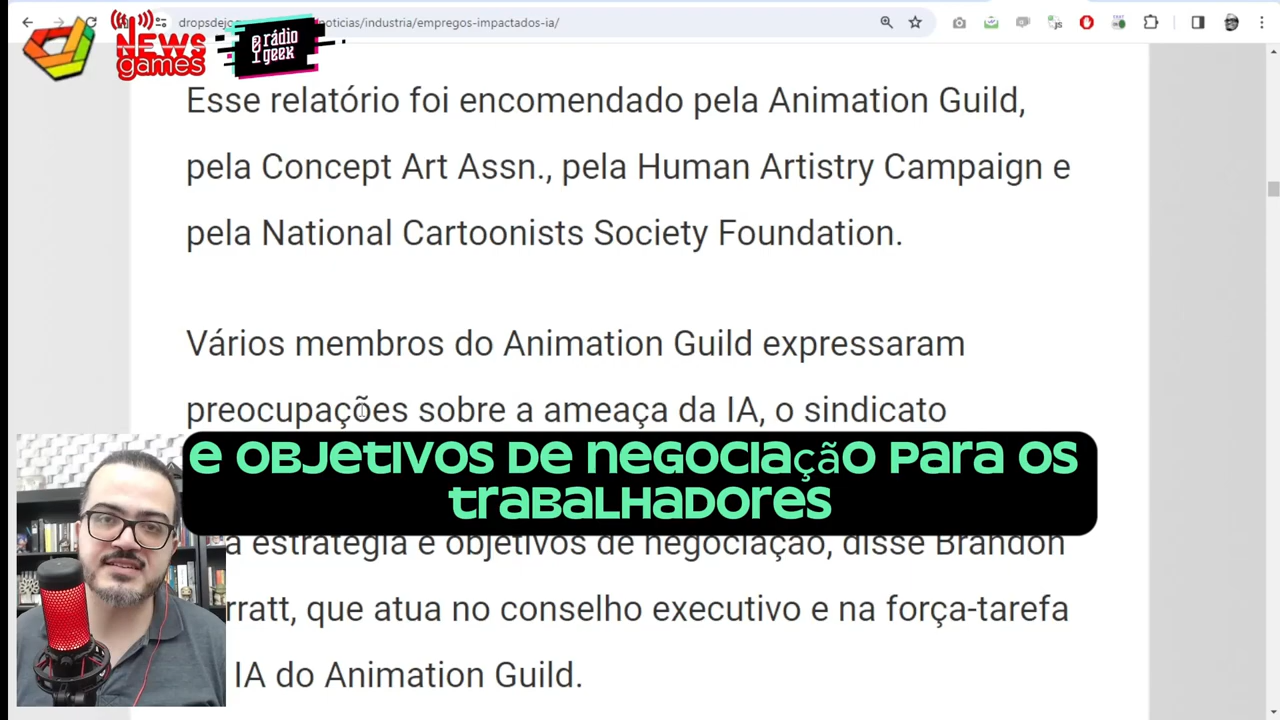 dropsdejo
noticias/industria/empregos-impactados-ia/
NEWS
games
rádio
geek
Esse relatório foi encomendado pela Animation Guild,
pela Concept Art Assn., pela Human Artistry Campaign e
pela National Cartoonists Society Foundation.
Vários membros do Animation Guild expressaram
preocupações sobre a ameaça da IA, o sindicato
e objetivos de negociação para os
trabalhadores
a estratégia e objetivos de negociação, disse Brandon
rratt, que atua no conselho executivo e na força-tarefa
IA do Animation Guild.